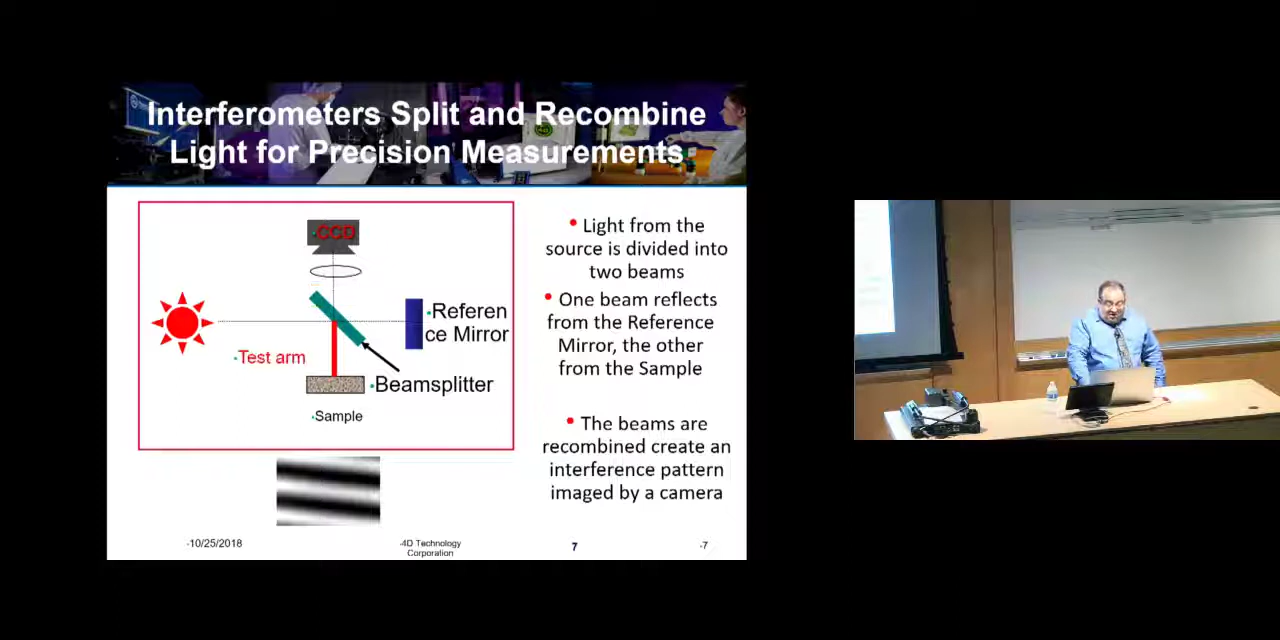 Interferometers Split and Recombine
Light for Precision Measurements
CCD
Referen
ce Mirror
Test arm
Beamsplitter
Sample
• Light from the
source is divided into
two beams
• One beam reflects
from the Reference
Mirror, the other
from the Sample
• The beams are
recombined create an
interference pattern
imaged by a camera
-10/25/2018
-4D Technology
Corporation
7
-7